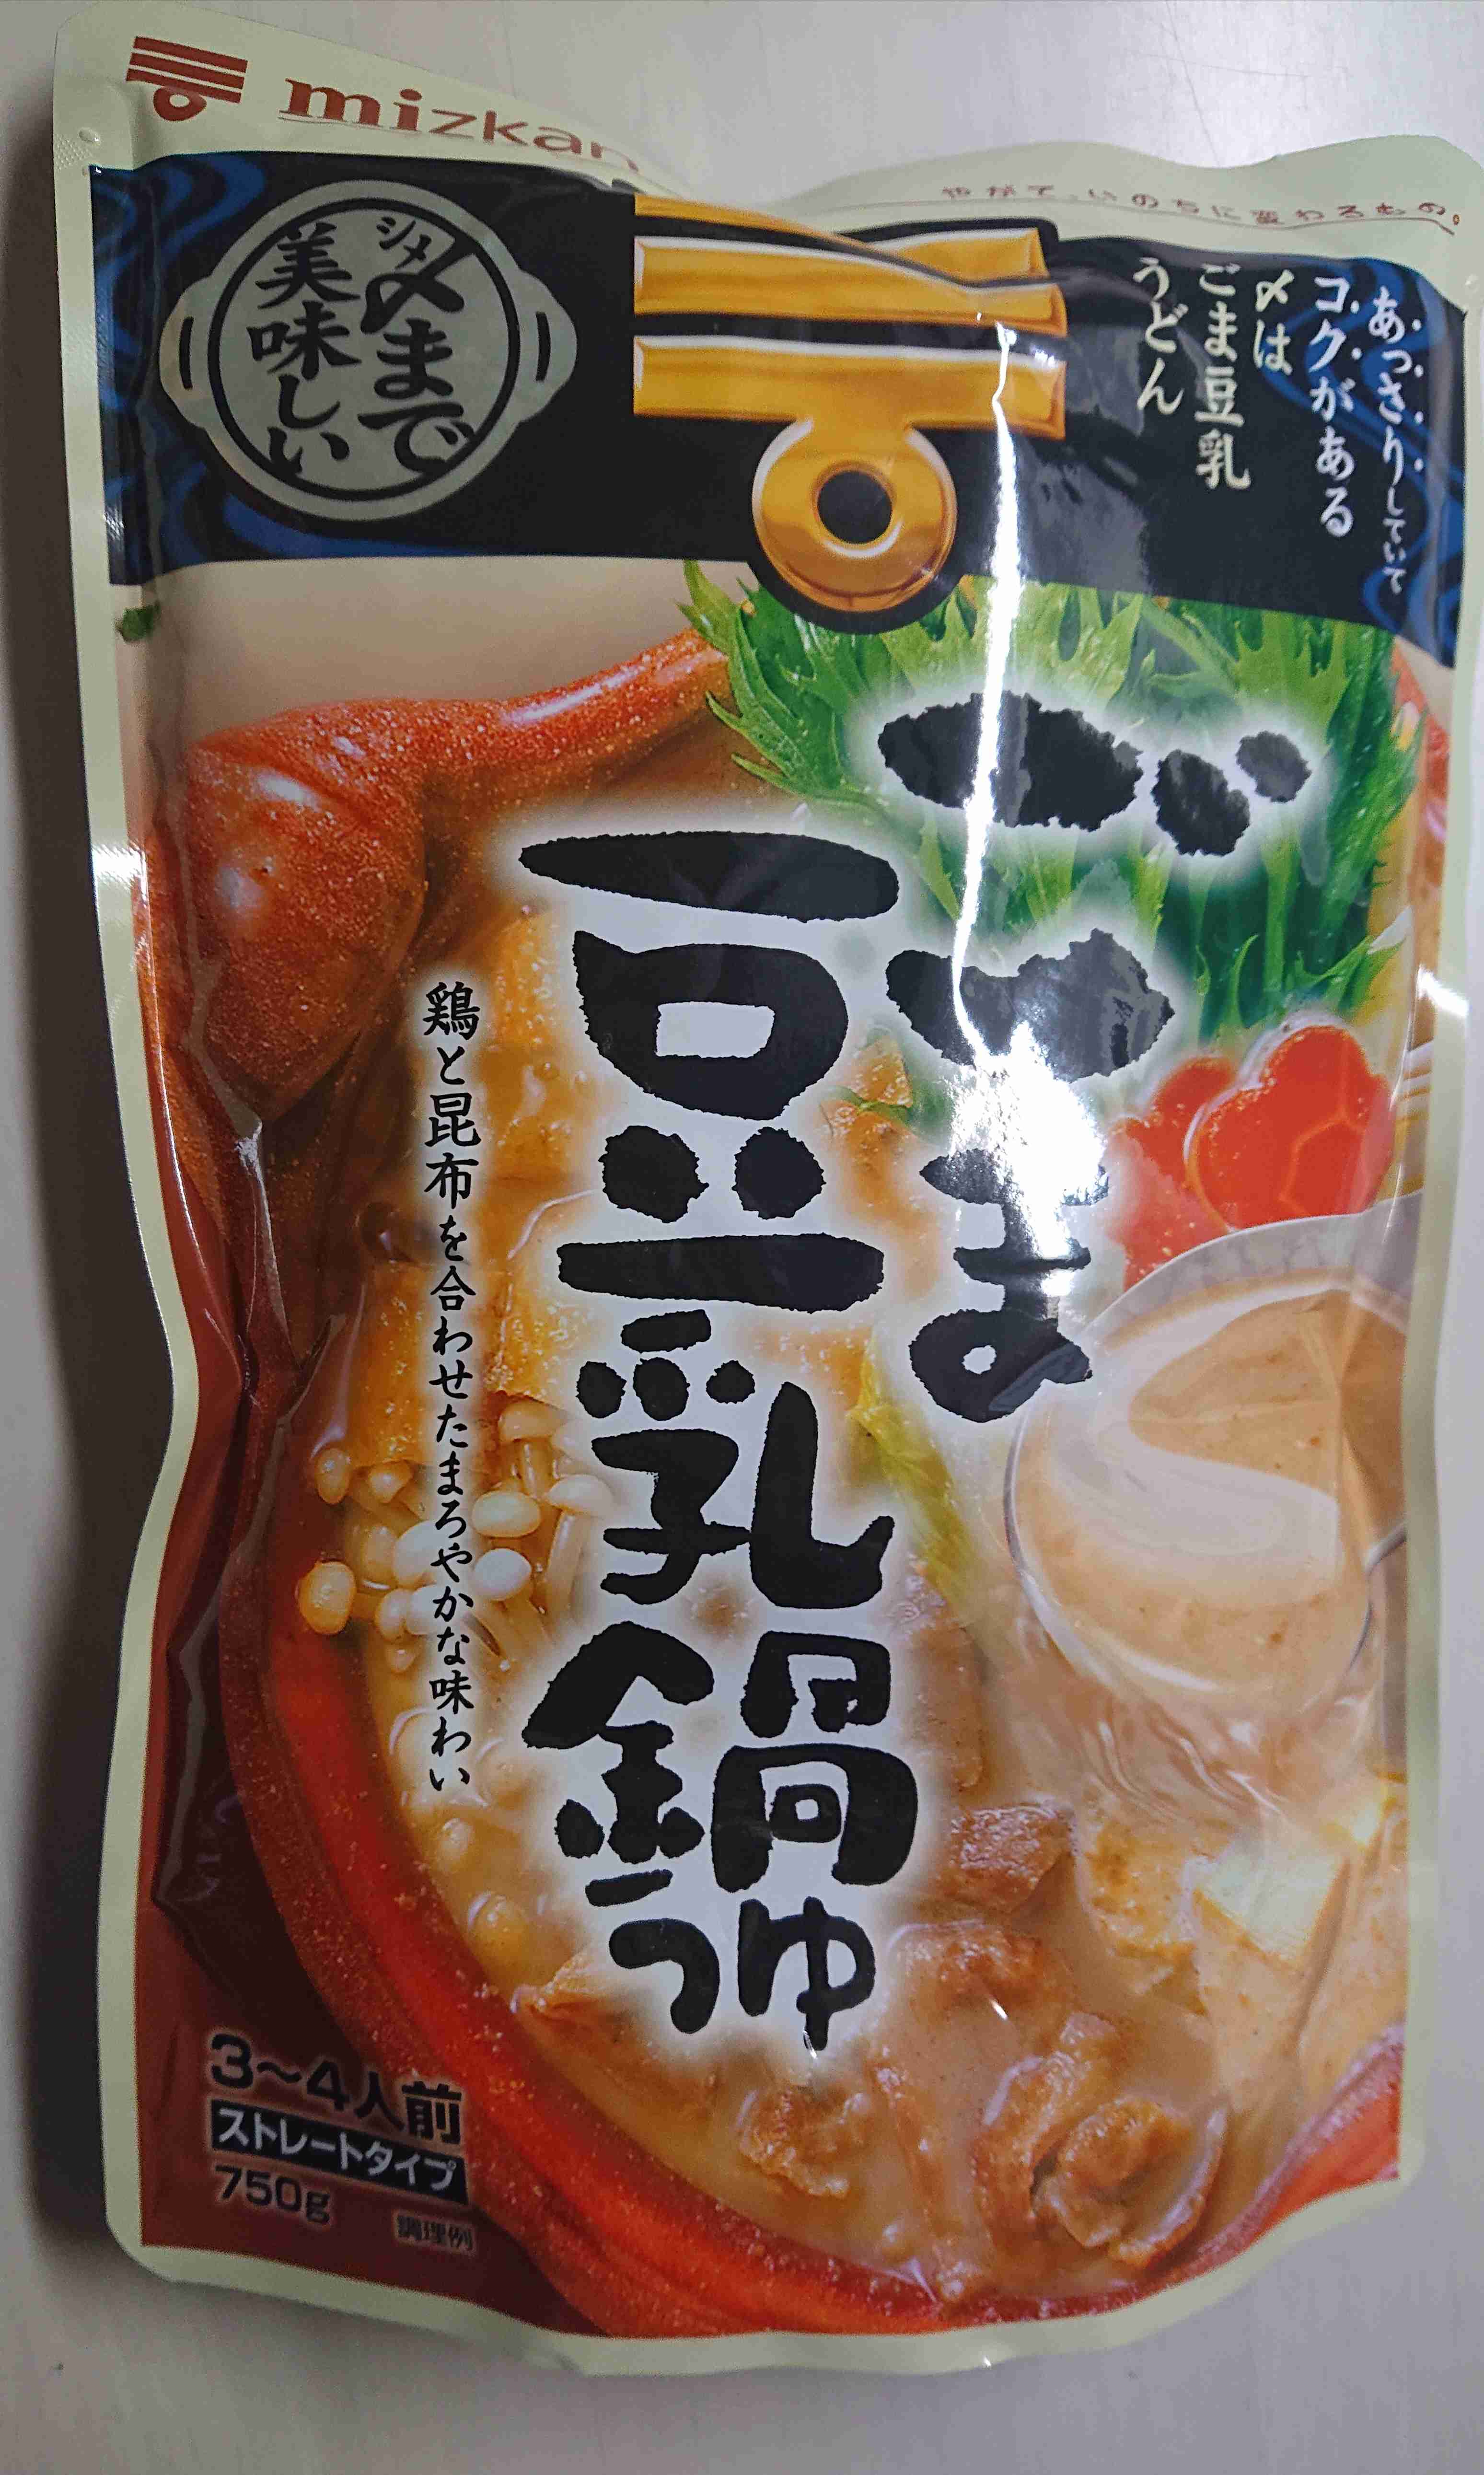 mizkan
やがて、いのちに変わるもの。
シメ
〆まで
美味しい
あっさりしていて
コクがある
〆は
ごま豆乳
うどん
ごま
豆乳鍋つゆ
鶏と昆布を合わせたまろやかな味わい
3～4人前
ストレートタイプ
750g
調理例